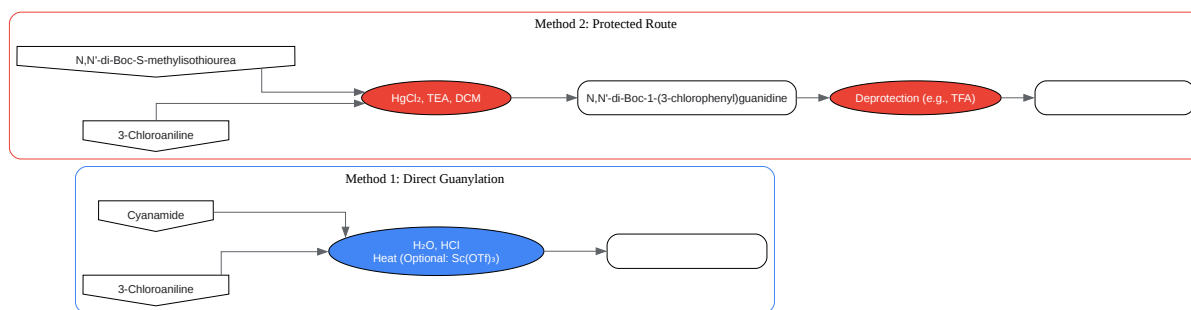 Method 2: Protected Route
N,N'-di-Boc-S-methylisothiourea
HgCl₂, TEA, DCM
N,N'-di-Boc-1-(3-chlorophenyl)guanidine
Deprotection (e.g., TFA)
3-Chloroaniline
Method 1: Direct Guanylation
Cyanamide
H₂O, HCl
Heat (Optional: Sc(OTf)₃)
3-Chloroaniline